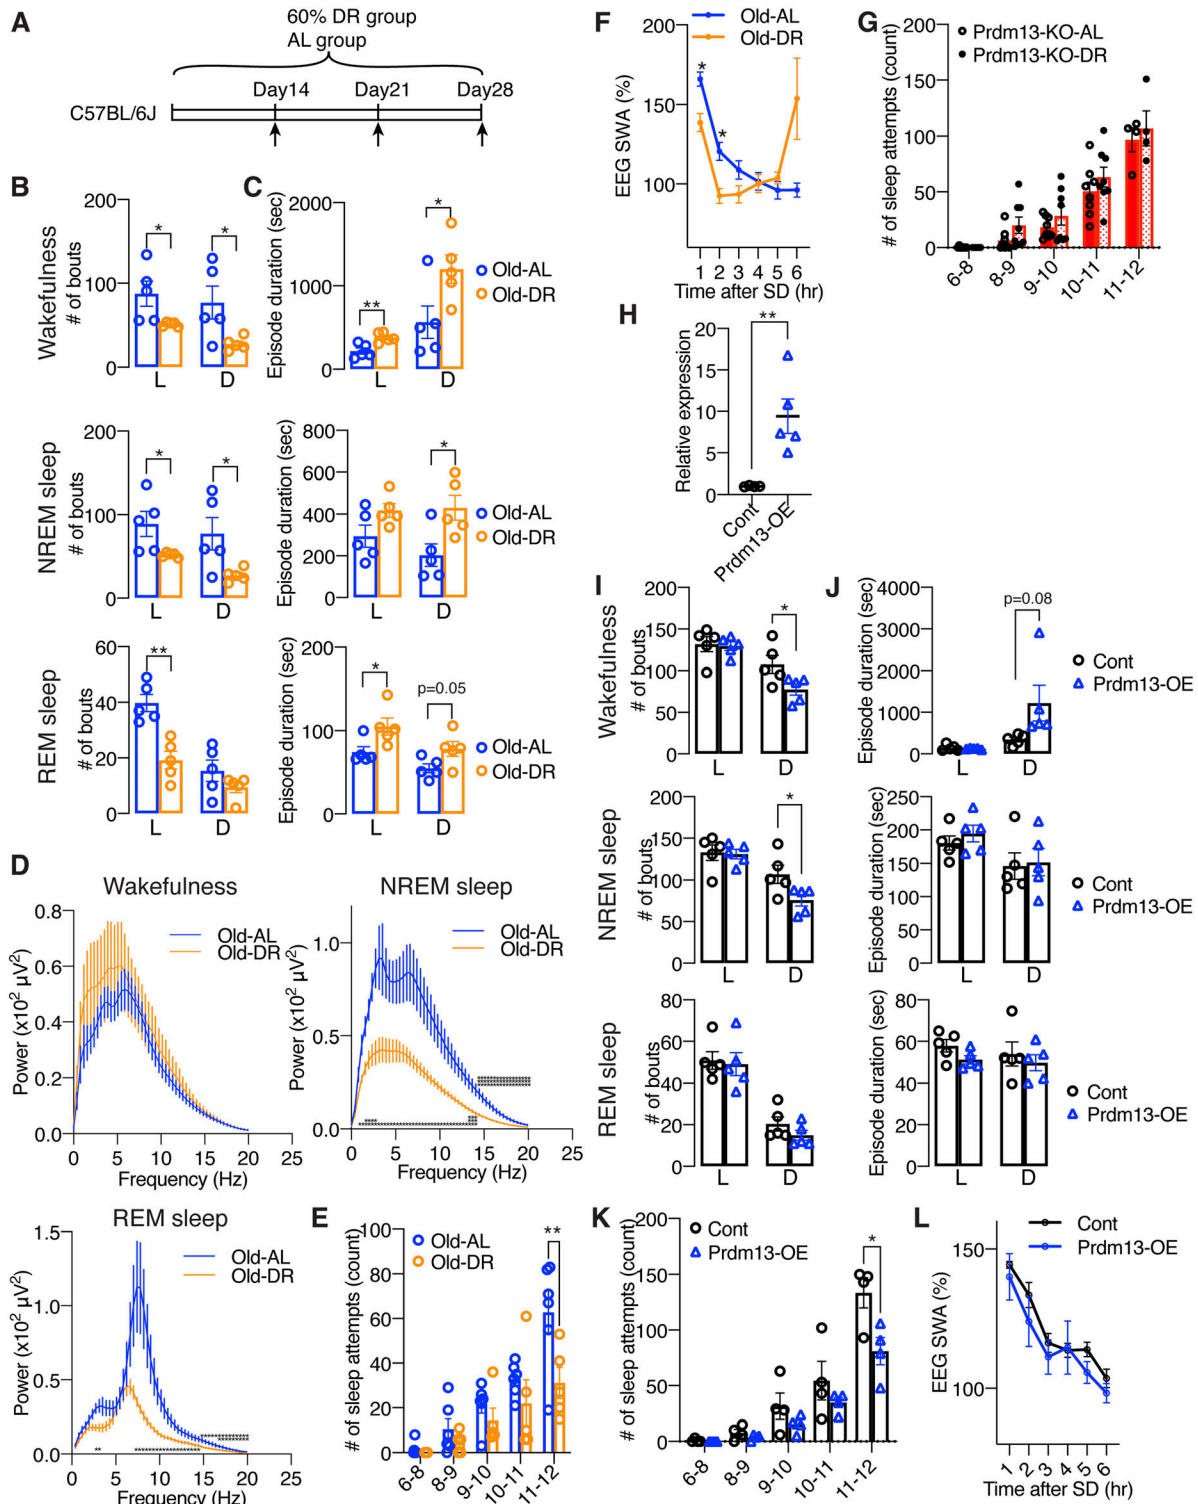 A
60% DR group
AL group
Day14
Day21
Day28
C57BL/6J
B
Wakefulness
# of bouts
200
100
0
*
*
L
D
NREM sleep
# of bouts
200
100
0
*
*
L
D
REM sleep
# of bouts
60
40
20
0
**
L
D
C
Episode duration (sec)
2000
1000
0
**
*
Old-AL
Old-DR
L
D
Episode duration (sec)
800
600
400
200
0
*
Old-AL
Old-DR
L
D
Episode duration (sec)
200
100
0
*
p=0.05
Old-AL
Old-DR
L
D
D
Wakefulness
Power (x10² µV²)
0.8
0.6
0.4
0.2
0.0
Old-AL
Old-DR
0 5 10 15 20 25
Frequency (Hz)
NREM sleep
Power (x10² µV²)
1.0
0.5
0.0
Old-AL
Old-DR
0 5 10 15 20 25
Frequency (Hz)
REM sleep
Power (x10² µV²)
1.5
1.0
0.5
0.0
Old-AL
Old-DR
0 5 10 15 20 25
Frequency (Hz)
E
# of sleep attempts (count)
100
80
60
40
20
0
Old-AL
Old-DR
**
6-8
8-9
9-10
10-11
11-12
F
EEG SWA (%)
200
150
100
Old-AL
Old-DR
*
*
1 2 3 4 5 6
Time after SD (hr)
G
# of sleep attempts (count)
200
150
100
50
0
Prdm13-KO-AL
Prdm13-KO-DR
6-8
8-9
9-10
10-11
11-12
H
Relative expression
20
15
10
5
0
**
Cont
Prdm13-OE
I
Wakefulness
# of bouts
200
150
100
50
0
*
L
D
NREM sleep
# of bouts
200
150
100
50
0
*
L
D
REM sleep
# of bouts
80
60
40
20
0
L
D
J
Episode duration (sec)
4000
3000
2000
1000
0
p=0.08
Cont
Prdm13-OE
L
D
Episode duration (sec)
250
200
150
100
50
0
Cont
Prdm13-OE
L
D
Episode duration (sec)
80
60
40
20
0
Cont
Prdm13-OE
L
D
K
# of sleep attempts (count)
200
150
100
50
0
Cont
Prdm13-OE
*
6-8
8-9
9-10
10-11
11-12
L
EEG SWA (%)
150
100
Cont
Prdm13-OE
1 2 3 4 5 6
Time after SD (hr)